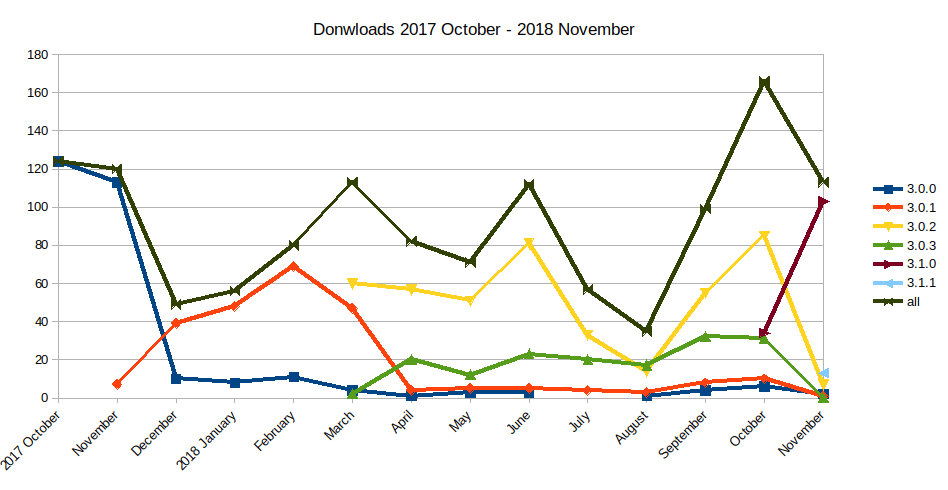 Donwloads 2017 October - 2018 November
180
160
140
120
100
80
60
40
20
0
2017 October
November
December
2018 January
February
March
April
May
June
July
August
September
October
November
3.0.0
3.0.1
3.0.2
3.0.3
3.1.0
3.1.1
all